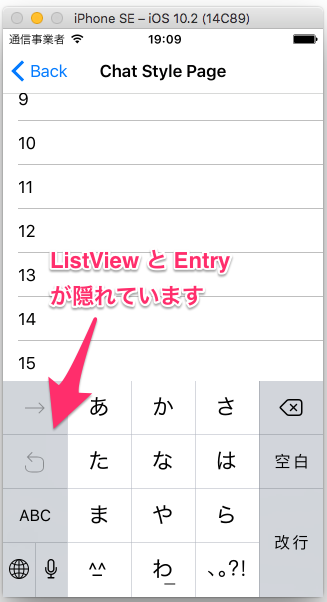 iPhone SE – iOS 10.2 (14C89)
通信事業者 19:09
Back Chat Style Page
9
10
11
12
13
ListView と Entry
が隠れています
14
15
→ あ か さ
た な は 空白
ABC ま や ら
^_^ わ_ 、。?! 改行